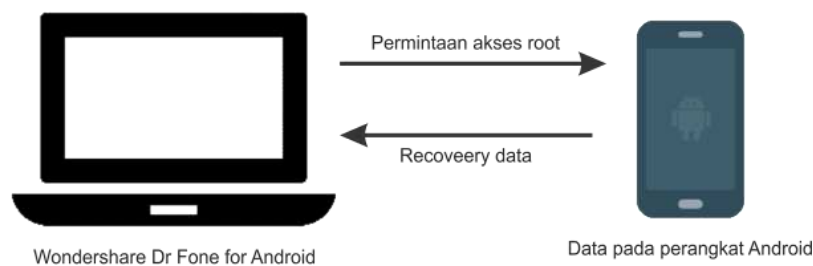 Permintaan akses root
Recoveery data
Wondershare Dr Fone for Android
Data pada perangkat Android